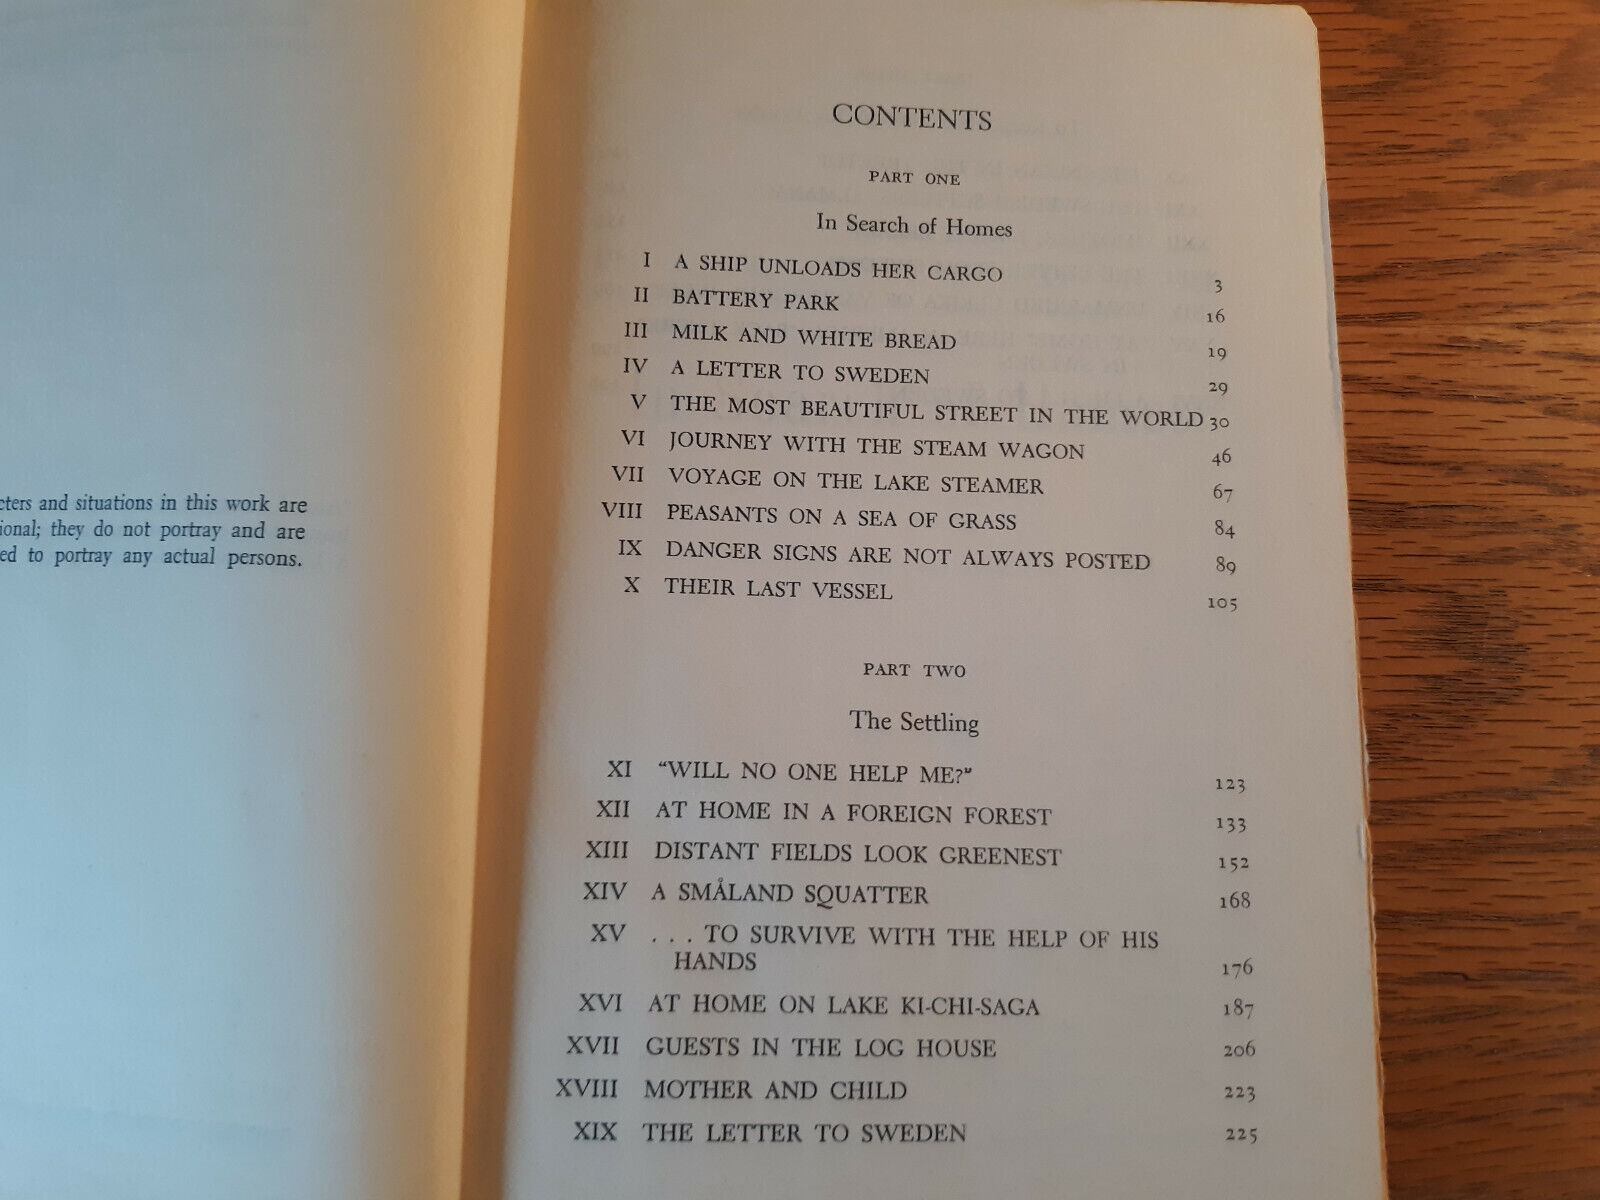 and situations in this work are
they do not portray and are
to portray any actual persons.
CONTENTS
PART ONE
In Search of Homes
I A SHIP UNLOADS HER CARGO 3
II BATTERY PARK 16
III MILK AND WHITE BREAD 19
IV A LETTER TO SWEDEN 29
V THE MOST BEAUTIFUL STREET IN THE WORLD 30
VI JOURNEY WITH THE STEAM WAGON 46
VII VOYAGE ON THE LAKE STEAMER 67
VIII PEASANTS ON A SEA OF GRASS 84
IX DANGER SIGNS ARE NOT ALWAYS POSTED 89
X THEIR LAST VESSEL 105
PART TWO
The Settling
XI "WILL NO ONE HELP ME?" 123
XII AT HOME IN A FOREIGN FOREST 133
XIII DISTANT FIELDS LOOK GREENEST 152
XIV A SMÅLAND SQUATTER 168
XV . . . TO SURVIVE WITH THE HELP OF HIS
HANDS 176
XVI AT HOME ON LAKE KI-CHI-SAGA 187
XVII GUESTS IN THE LOG HOUSE 206
XVIII MOTHER AND CHILD 223
XIX THE LETTER TO SWEDEN 225